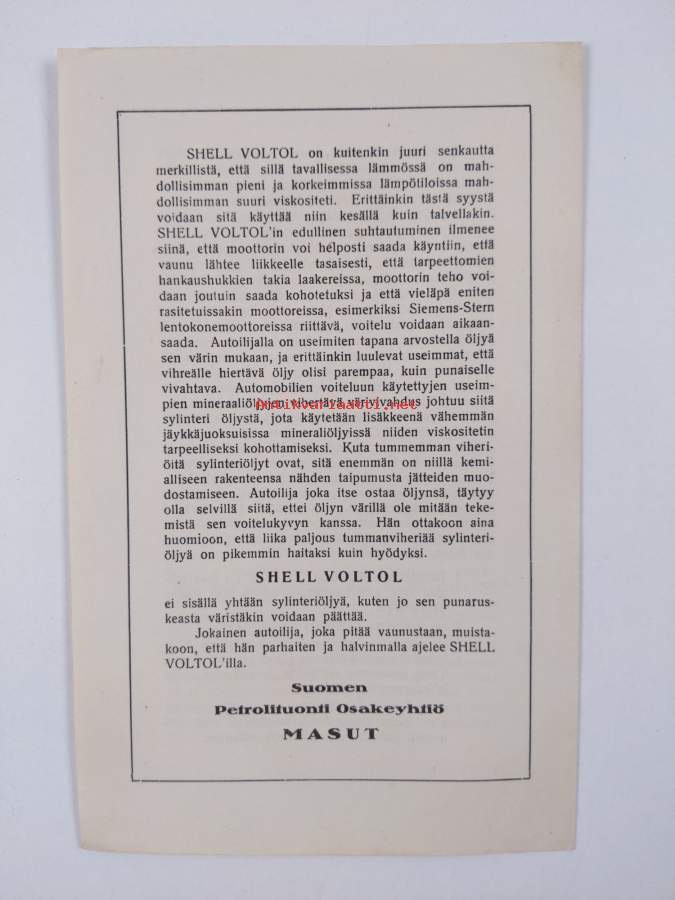 SHELL VOLTOL on kuitenkin juuri senkautta
merkillistä, että sillä tavallisessa lämmössä on mah-
dollisimman pieni ja korkeimmissa lämpötiloissa mah-
dollisimman suuri viskositeti. Erittäinkin tästä syystä
voidaan sitä käyttää niin kesällä kuin talvellakin.
SHELL VOLTOL'in edullinen suhtautuminen ilmenee
siinä, että moottorin voi helposti saada käyntiin, että
vaunu lähtee liikkeelle tasaisesti, että tarpeettomien
hankaushukkien takia laakereissa, moottorin teho voi-
daan joutuin saada kohotetuksi ja että vieläpä eniten
rasitetuissakin moottoreissa, esimerkiksi Siemens-Stern
lentokonemoottoreissa riittävä, voitelu voidaan aikaan-
saada. Autoilijalla on useimiten tapana arvostella öljyä
sen värin mukaan, ja erittäinkin luulevat useimmat, että
vihreälle hiertävä öljy olisi parempaa, kuin punaiselle
vivahtava. Automobilien voiteluun käytettyjen useim-
pien mineraaliöljyjen vihertävä värivivahdus johtuu siitä
Antikvariaatti.net
sylinteri öljystä, jota käytetään lisäkkeenä vähemmän
jäykkäjuoksuisissa mineraliöljyissä niiden viskositetin
tarpeelliseksi kohottamiseksi. Kuta tummemman viheri-
öitä sylinteriöljyt ovat, sitä enemmän on niillä kemi-
alliseen rakenteensa nähden taipumusta jätteiden muo-
dostamiseen. Autoilija joka itse ostaa öljynsä, täytyy
olla selvillä siitä, ettei öljyn värillä ole mitään teke-
mistä sen voitelukyvyn kanssa. Hän ottakoon aina
huomioon, että liika paljous tummanviheriää sylinteri-
öljyä on pikemmin haitaksi kuin hyödyksi.
SHELL VOLTOL
ei sisällä yhtään sylinteriöljyä, kuten jo sen punarus-
keasta väristäkin voidaan päättää.
Jokainen autoilija, joka pitää vaunustaan, muista-
koon, että hän parhaiten ja halvinmalla ajelee SHELL
VOLTOL'illa.
Suomen
Petrolituonti Osakeyhtiö
MASUT